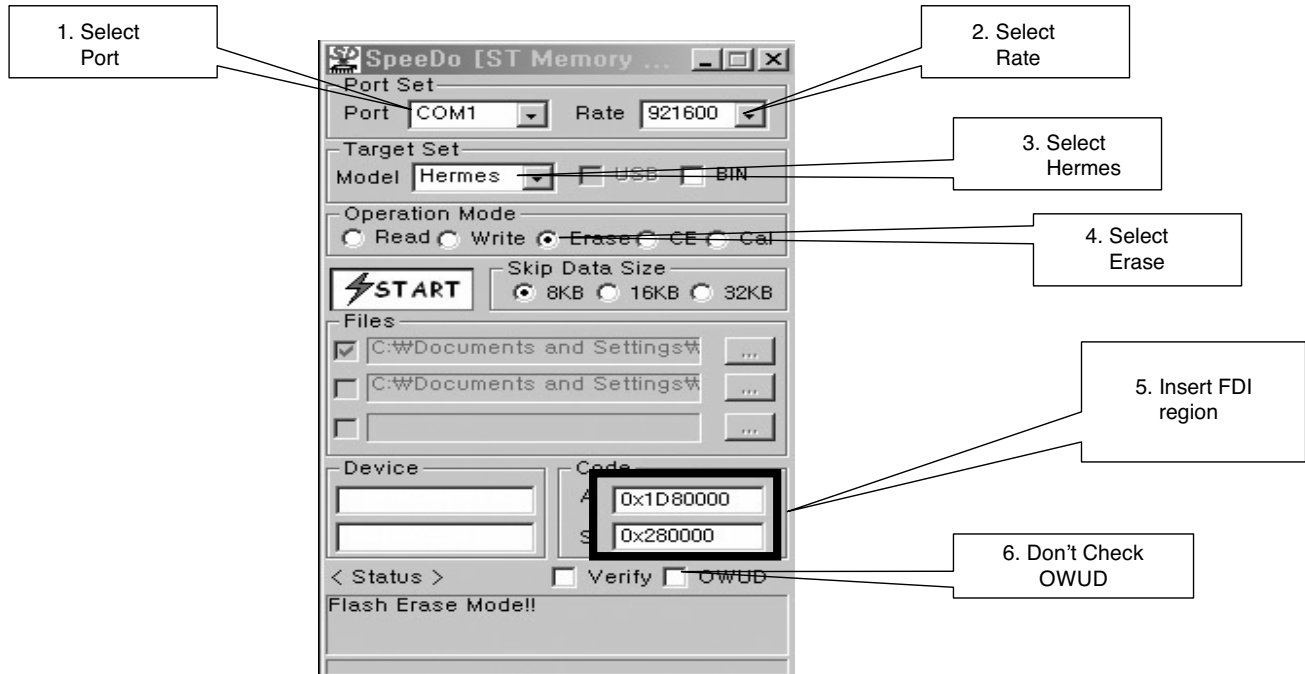 1. Select
Port
2. Select
Rate
SpeeDo [ST Memory ...
Port Set
Port COM1 Rate 921600
3. Select
Hermes
Target Set
Model Hermes USB BIN
Operation Mode
Read Write Erase CE Cal
4. Select
Erase
START
Skip Data Size
8KB 16KB 32KB
Files
C:₩Documents and Settings₩
...
C:₩Documents and Settings₩
...
...
5. Insert FDI
region
Device
Code
A 0x1D80000
S 0x280000
6. Don't Check
OWUD
< Status > Verify OWUD
Flash Erase Mode!!